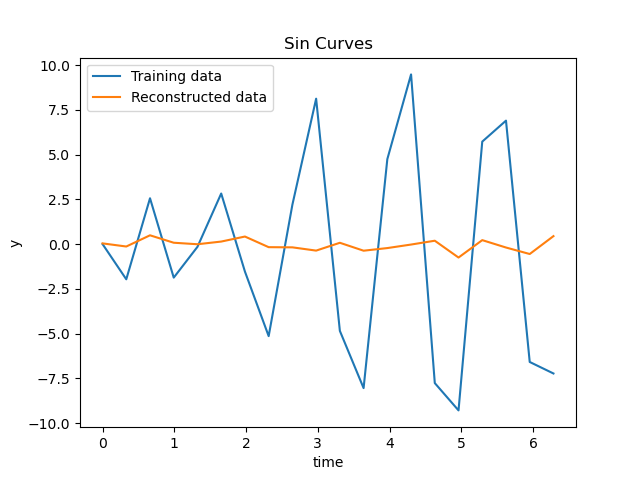 Sin Curves
Training data
Reconstructed data
10.0
7.5
5.0
2.5
0.0
−2.5
−5.0
−7.5
−10.0
y
0 1 2 3 4 5 6
time